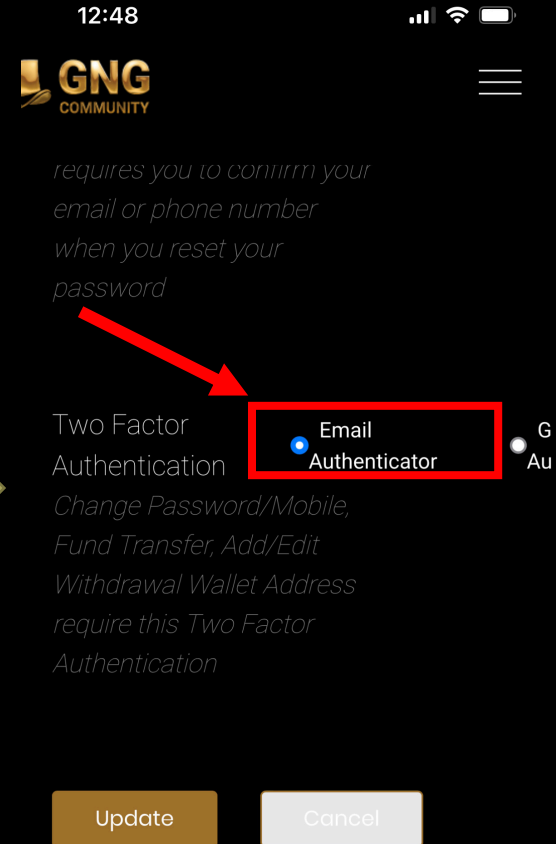 12:48
GNG
COMMUNITY
requires you to confirm your
email or phone number
when you reset your
password
Two Factor
Authentication
Email
Authenticator
G
Au
Change Password/Mobile,
Fund Transfer, Add/Edit
Withdrawal Wallet Address
require this Two Factor
Authentication
Update
Cancel